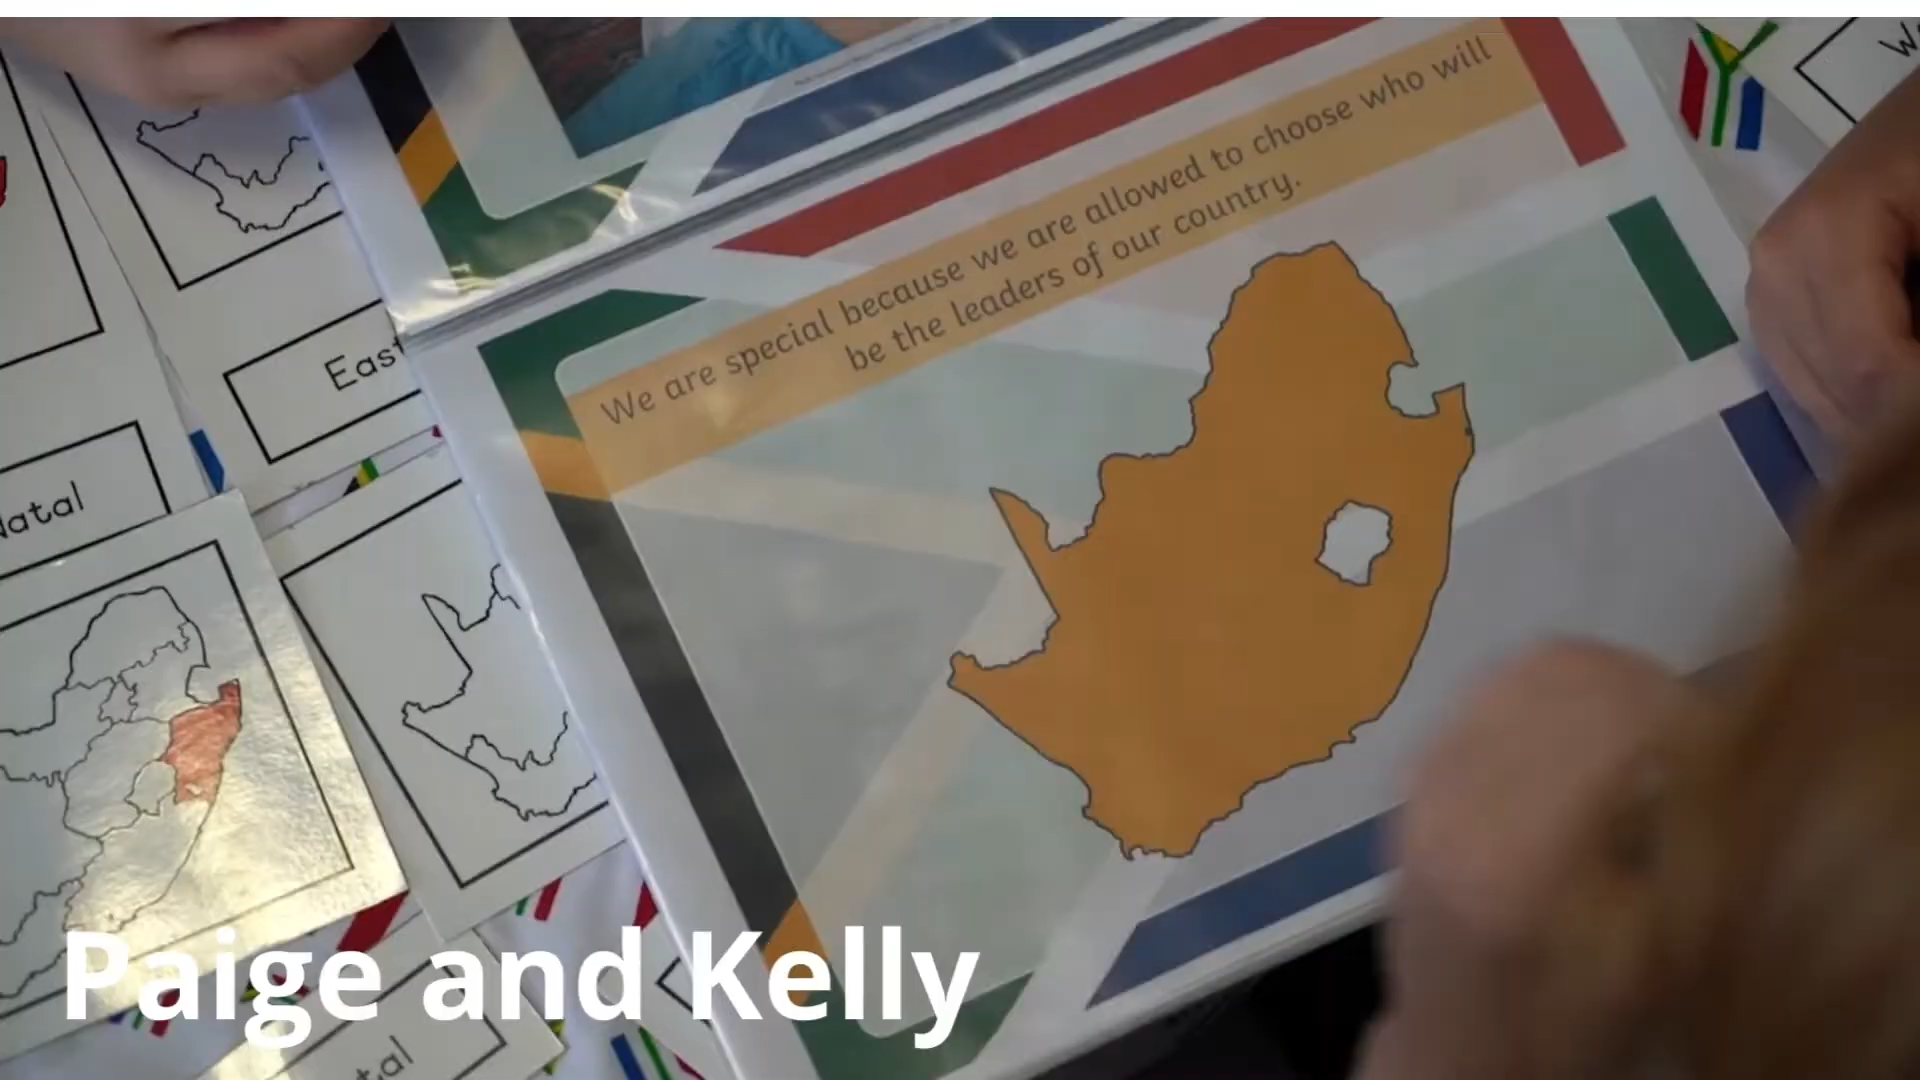 We are special because we are allowed to choose who will
be the leaders of our country.
East
Natal
Paige and Kelly